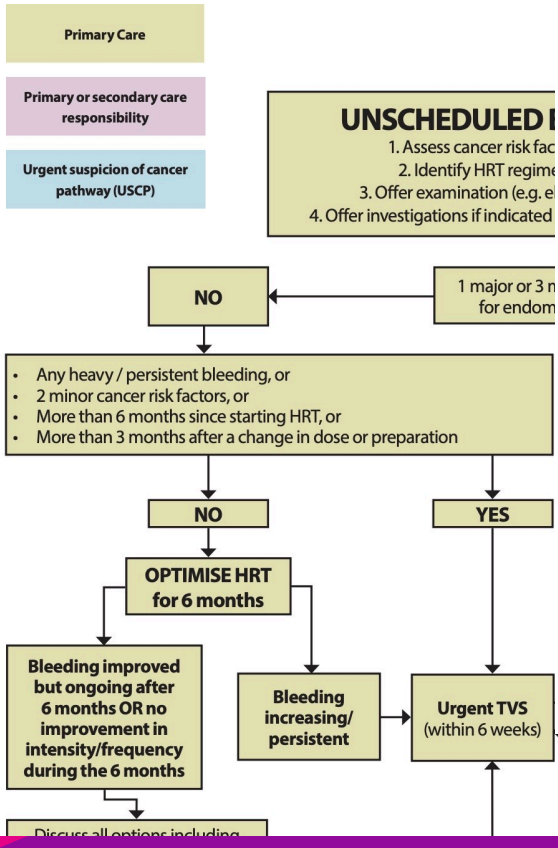 Primary Care
Primary or secondary care
responsibility
Urgent suspicion of cancer
pathway (USCP)
UNSCHEDULED
1. Assess cancer risk
2. Identify HRT
3. Offer examination (e.g.
4. Offer investigations if indicated
NO
1 major or 3
for
• Any heavy / persistent bleeding, or
• 2 minor cancer risk factors, or
• More than 6 months since starting HRT, or
• More than 3 months after a change in dose or preparation
NO
YES
OPTIMISE HRT
for 6 months
Bleeding improved
but ongoing after
6 months OR no
improvement in
intensity/frequency
during the 6 months
Bleeding
increasing/
persistent
Urgent TVS
(within 6 weeks)
Discuss all options including